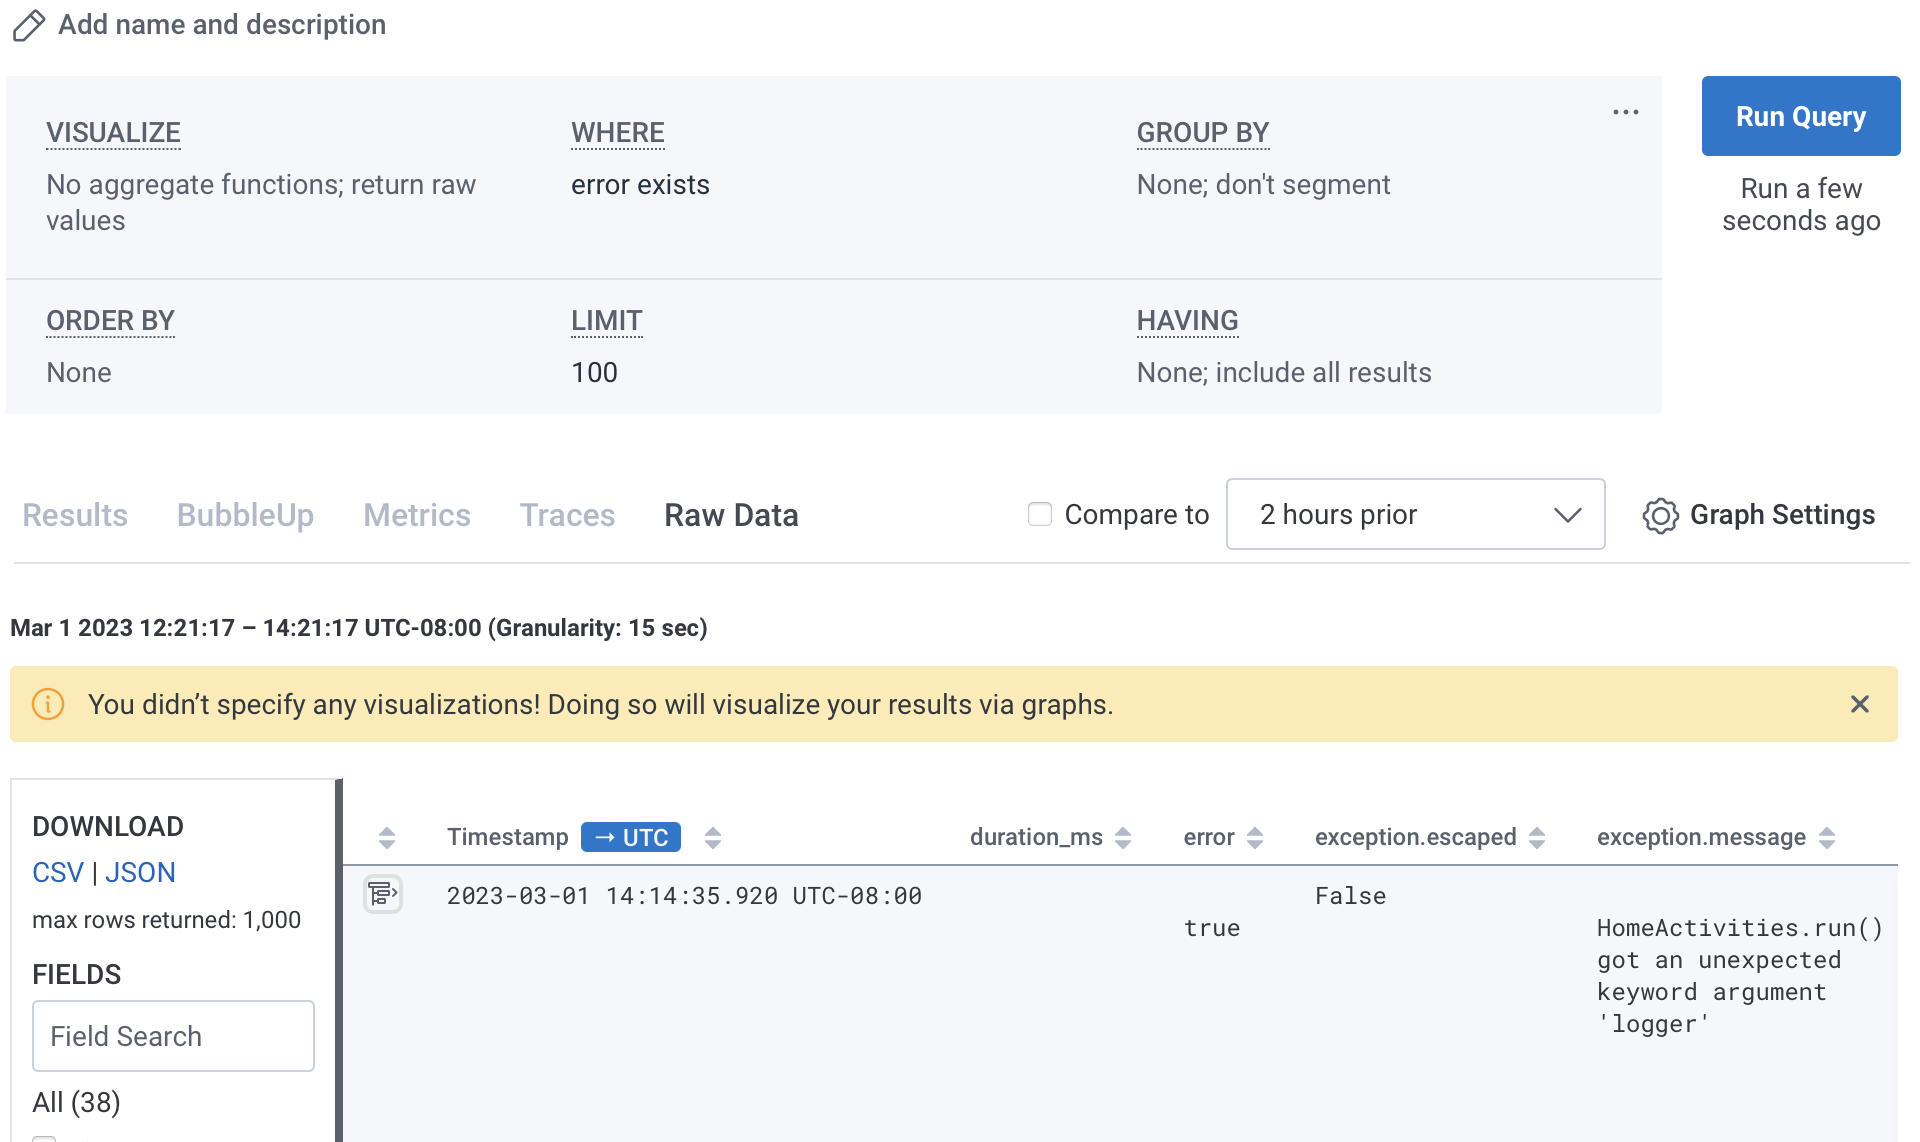 Add name and description
VISUALIZE
No aggregate functions; return raw
values
WHERE
error exists
GROUP BY
None; don't segment
Run Query
Run a few
seconds ago
ORDER BY
None
LIMIT
100
HAVING
None; include all results
Results BubbleUp Metrics Traces Raw Data
Compare to 2 hours prior Graph Settings
Mar 1 2023 12:21:17 – 14:21:17 UTC-08:00 (Granularity: 15 sec)
You didn’t specify any visualizations! Doing so will visualize your results via graphs.
DOWNLOAD
CSV | JSON
max rows returned: 1,000
FIELDS
Field Search
All (38)
Timestamp → UTC duration_ms error exception.escaped exception.message
2023-03-01 14:14:35.920 UTC-08:00
true
False
HomeActivities.run()
got an unexpected
keyword argument
'logger'